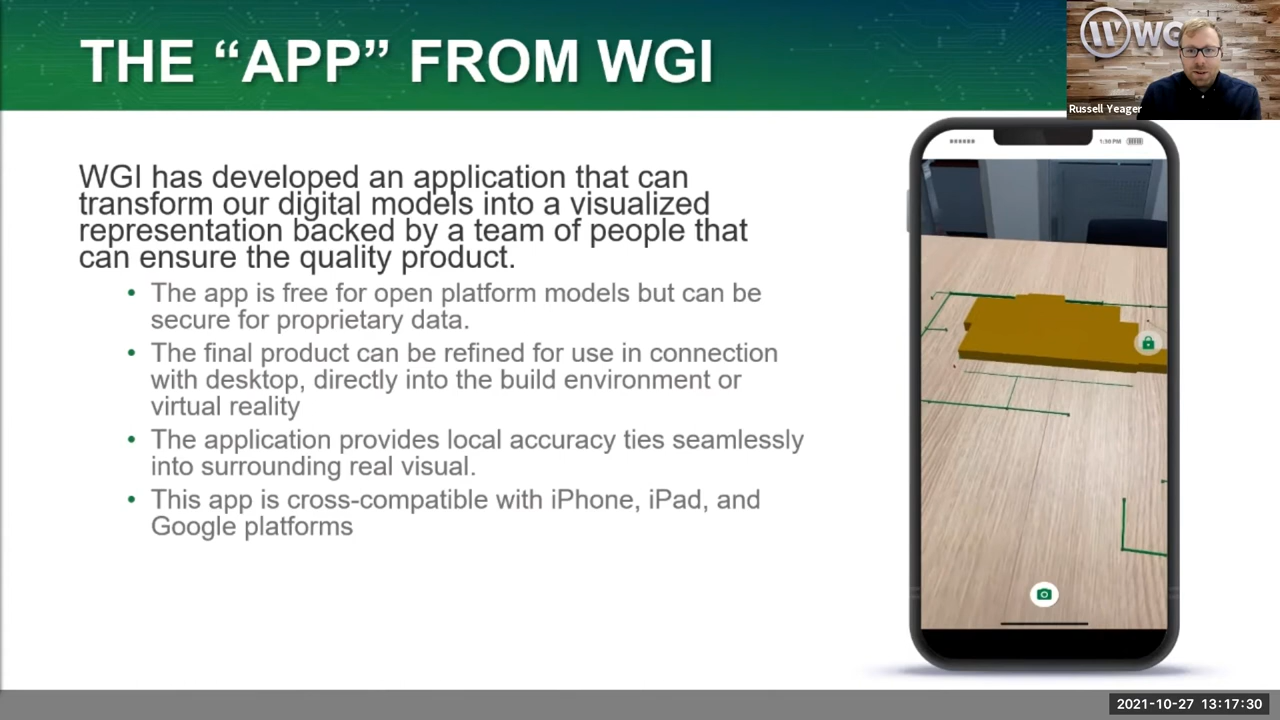 THE “APP” FROM WGI
WG
Russell Yeager
1:30 PM
WGI has developed an application that can
transform our digital models into a visualized
representation backed by a team of people that
can ensure the quality product.
• The app is free for open platform models but can be
secure for proprietary data.
• The final product can be refined for use in connection
with desktop, directly into the build environment or
virtual reality
• The application provides local accuracy ties seamlessly
into surrounding real visual.
• This app is cross-compatible with iPhone, iPad, and
Google platforms
2021-10-27 13:17:30